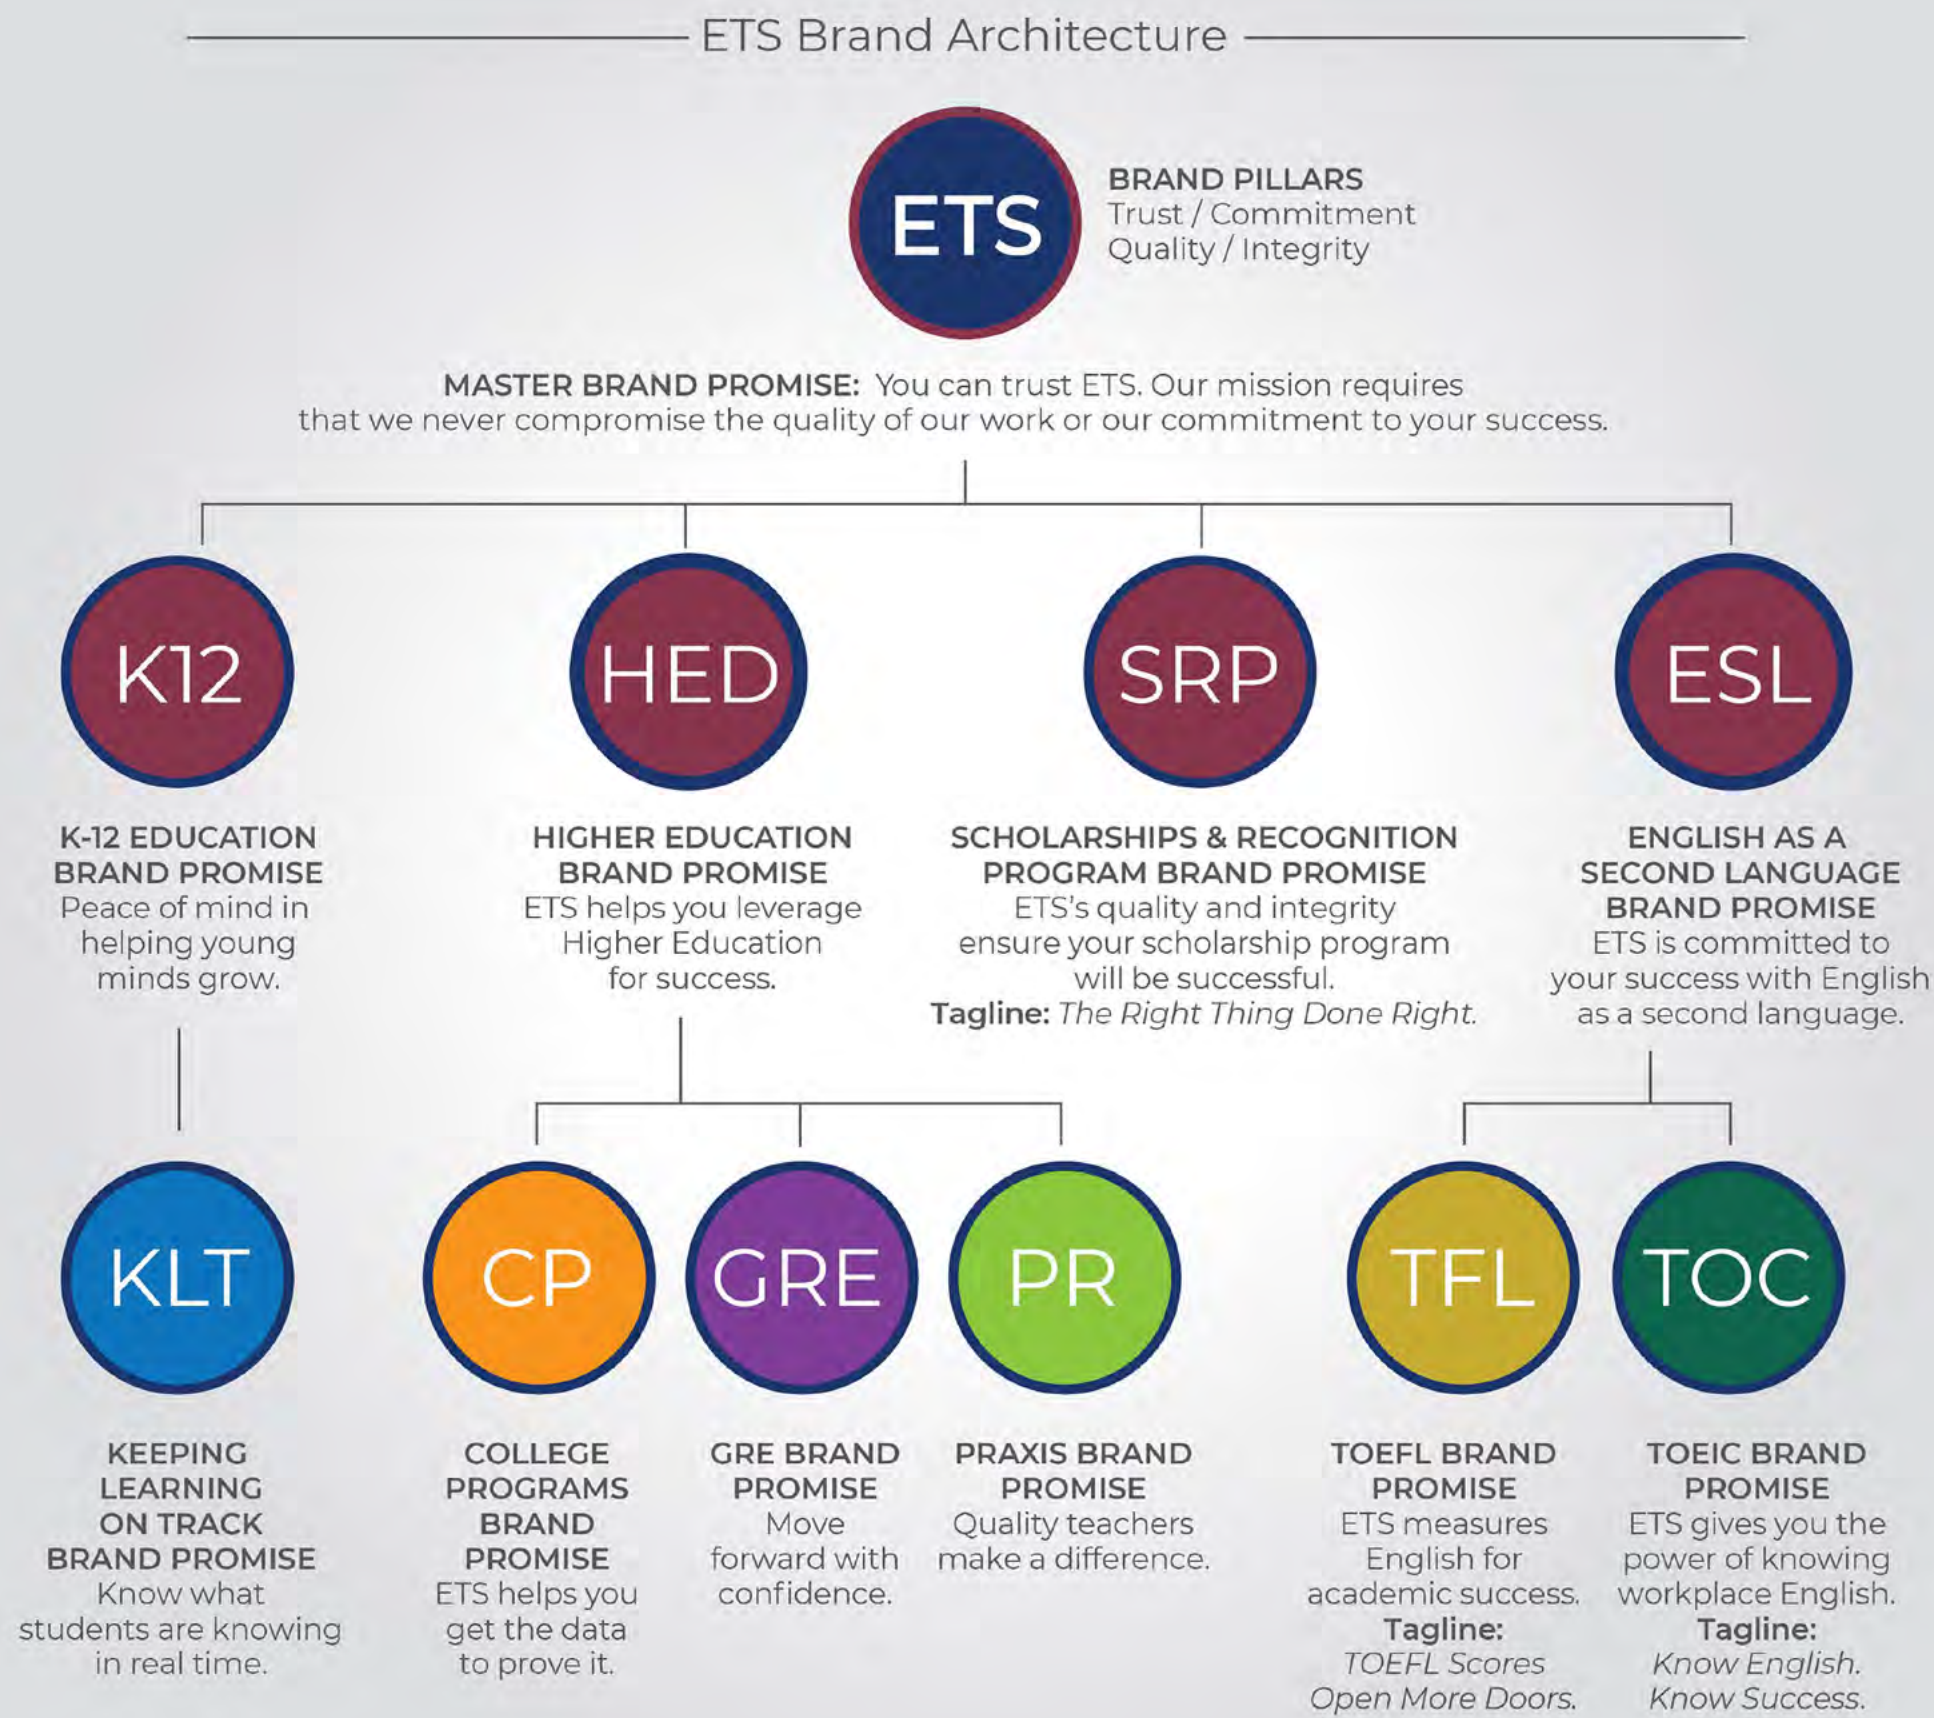 ETS Brand Architecture
ETS
BRAND PILLARS
Trust / Commitment
Quality / Integrity
MASTER BRAND PROMISE: You can trust ETS. Our mission requires
that we never compromise the quality of our work or our commitment to your success.
K12
HED
SRP
ESL
K-12 EDUCATION
BRAND PROMISE
Peace of mind in
helping young
minds grow.
HIGHER EDUCATION
BRAND PROMISE
ETS helps you leverage
Higher Education
for success.
SCHOLARSHIPS & RECOGNITION
PROGRAM BRAND PROMISE
ETS's quality and integrity
ensure your scholarship program
will be successful.
Tagline: The Right Thing Done Right.
ENGLISH AS A
SECOND LANGUAGE
BRAND PROMISE
ETS is committed to
your success with English
as a second language.
KLT
CP
GRE
PR
TFL
TOC
KEEPING
LEARNING
ON TRACK
BRAND PROMISE
Know what
students are knowing
in real time.
COLLEGE
PROGRAMS
BRAND
PROMISE
ETS helps you
get the data
to prove it.
GRE BRAND
PROMISE
Move
forward with
confidence.
PRAXIS BRAND
PROMISE
Quality teachers
make a difference.
TOEFL BRAND
PROMISE
ETS measures
English for
academic success.
Tagline:
TOEFL Scores
Open More Doors.
TOEIC BRAND
PROMISE
ETS gives you the
power of knowing
workplace English.
Tagline:
Know English.
Know Success.